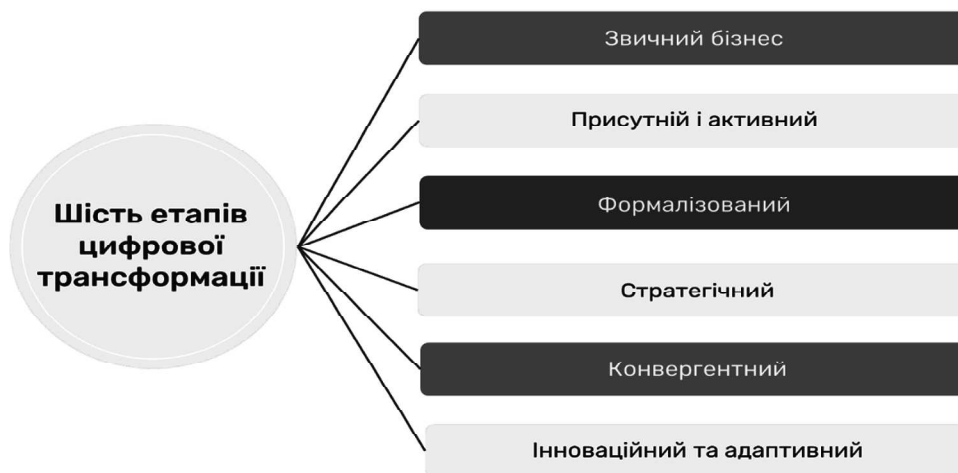 Шість етапів
цифрової
трансформації
Звичний бізнес
Присутній і активний
Формалізований
Стратегічний
Конвергентний
Інноваційний та адаптивний